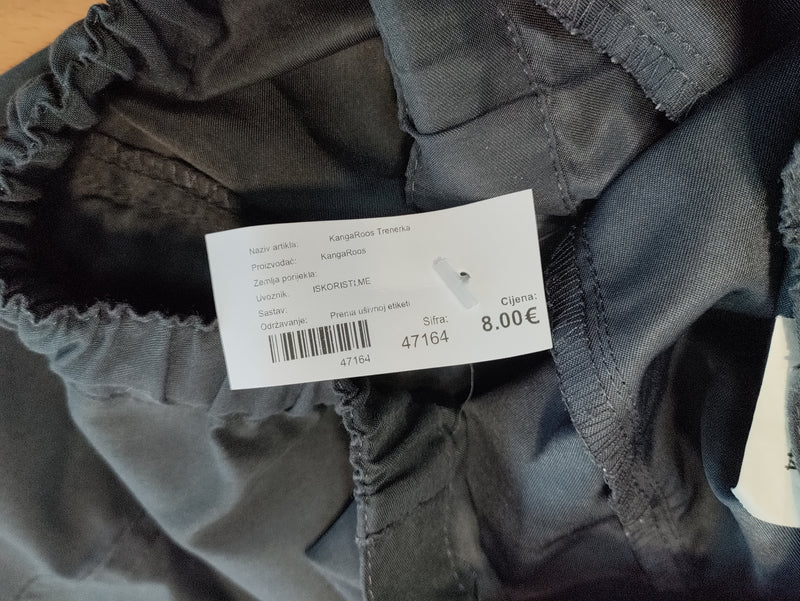 Naziv artikla: KangaRoos Trenerka
Proizvođač: KangaRoos
Zemlja porijekla:
Uvoznik: ISKORISTI.ME
Sastav:
Održavanje: Prema ušivnoj etiketi
47164
Šifra:
47164
Cijena:
8.00€